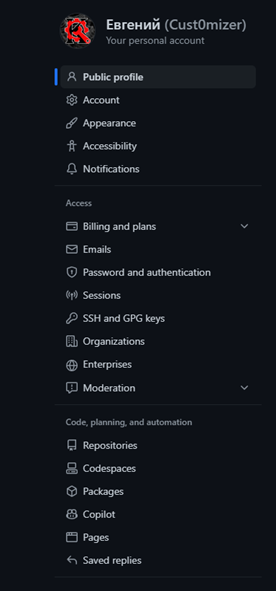 Евгений (Cust0mizer)
Your personal account
Public profile
Account
Appearance
Accessibility
Notifications
Access
Billing and plans
Emails
Password and authentication
Sessions
SSH and GPG keys
Organizations
Enterprises
Moderation
Code, planning, and automation
Repositories
Codespaces
Packages
Copilot
Pages
Saved replies